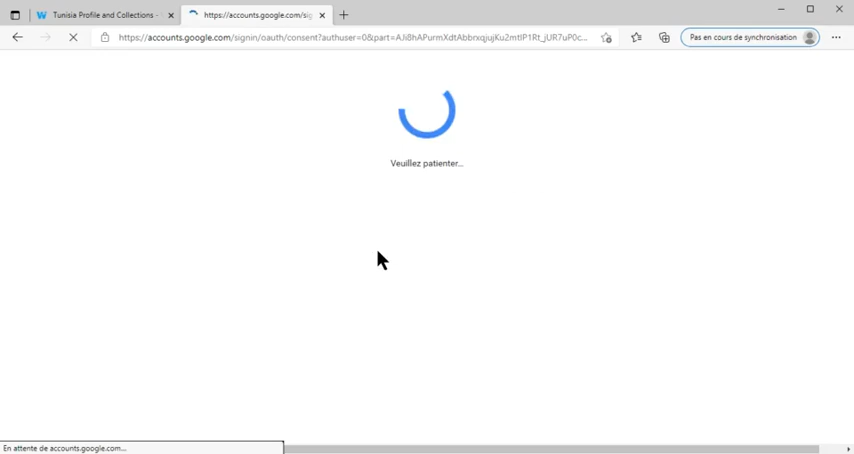 Tunisia Profile and Collections -
https://accounts.google.com/sig
https://accounts.google.com/signin/oauth/consent?authuser=0&part=AJi8hAPurmXdtAbbrxqjujKu2mtlP1Rt_jUR7uP0c...
Pas en cours de synchronisation
Veuillez patienter...
En attente de accounts.google.com...